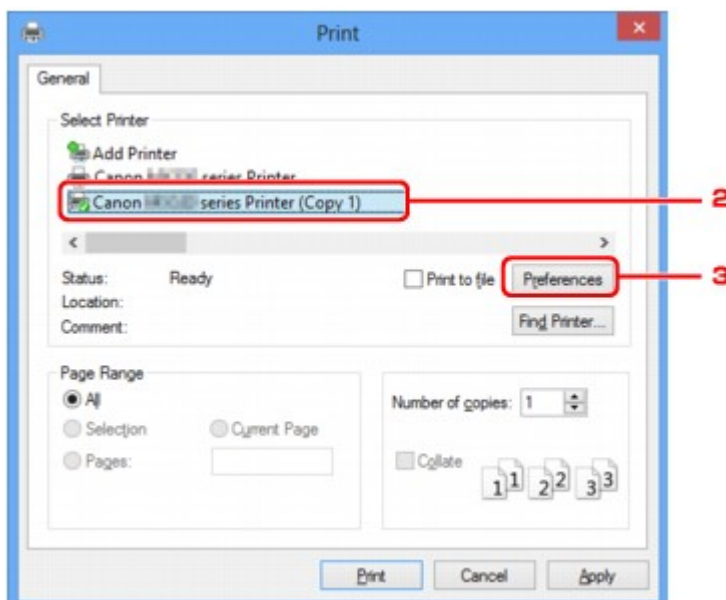 Print
General
Select Printer
Add Printer
Canon series Printer
Canon series Printer (Copy 1)
2
Status: Ready
Print to file
Preferences
3
Location:
Comment:
Find Printer...
Page Range
All
Number of copies: 1
Selection
Current Page
Pages:
Collate
1 1 2 2 3 3
Print
Cancel
Apply